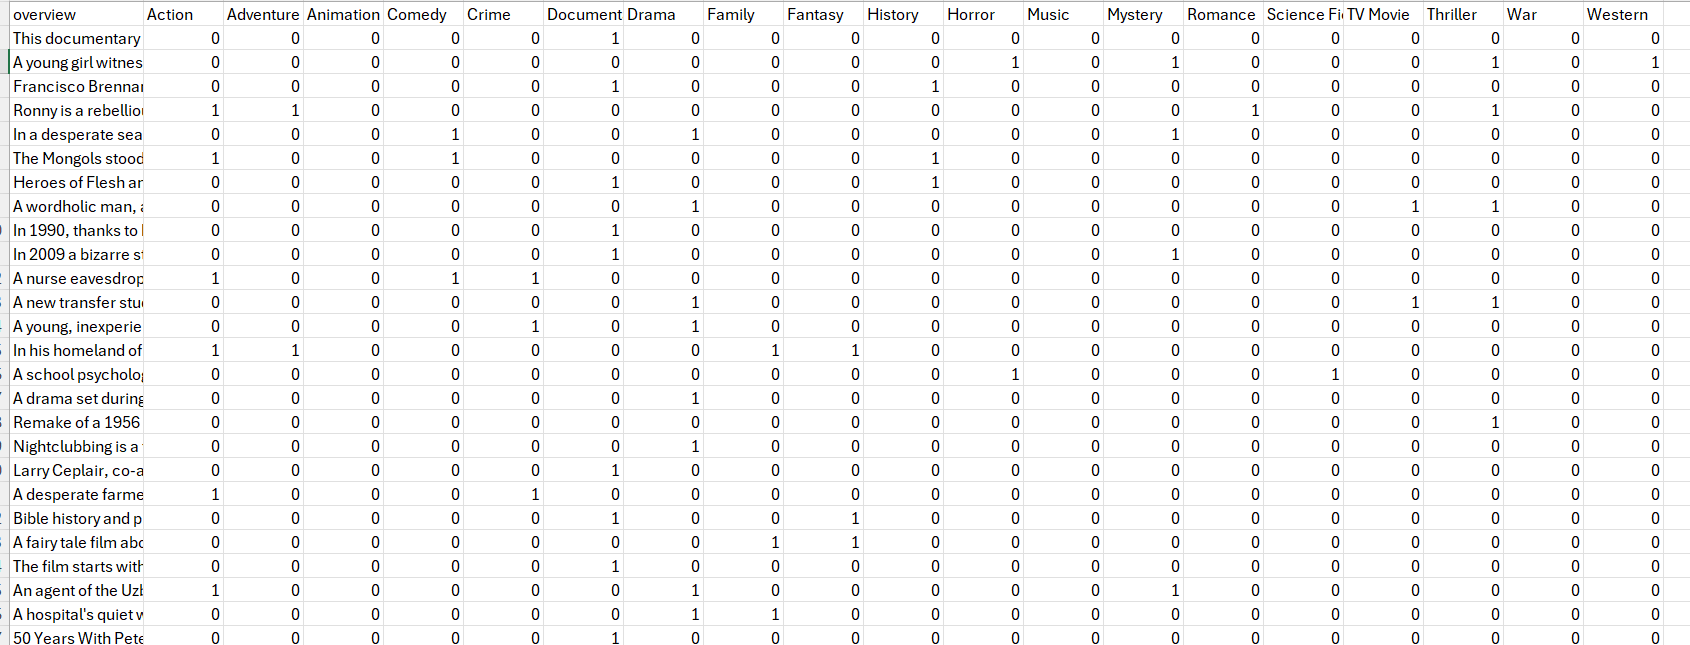 overview Action Adventure Animation Comedy Crime Document Drama Family Fantasy History Horror Music Mystery Romance Science Fi TV Movie Thriller War Western
This documentary 0 0 0 0 0 1 0 0 0 0 0 0 0 0 0 0 0 0 0
A young girl witnes 0 0 0 0 0 0 0 0 0 0 1 0 1 0 0 0 1 0 1
Francisco Brennar 0 0 0 0 0 1 0 0 0 1 0 0 0 0 0 0 0 0 0
Ronny is a rebellio 1 1 0 0 0 0 0 0 0 0 0 0 0 1 0 0 1 0 0
In a desperate sea 0 0 0 1 0 0 1 0 0 0 0 0 1 0 0 0 0 0 0
The Mongols stood 1 0 0 1 0 0 0 0 0 1 0 0 0 0 0 0 0 0 0
Heroes of Flesh an 0 0 0 0 0 1 0 0 0 1 0 0 0 0 0 0 0 0 0
A wordholic man, a 0 0 0 0 0 0 1 0 0 0 0 0 0 0 0 1 1 0 0
In 1990, thanks to 0 0 0 0 0 1 0 0 0 0 0 0 0 0 0 0 0 0 0
In 2009 a bizarre st 0 0 0 0 0 1 0 0 0 0 0 0 1 0 0 0 0 0 0
A nurse eavesdrop 1 0 0 1 1 0 0 0 0 0 0 0 0 0 0 0 0 0 0
A new transfer stu 0 0 0 0 0 0 1 0 0 0 0 0 0 0 0 1 1 0 0
A young, inexperie 0 0 0 0 1 0 1 0 0 0 0 0 0 0 0 0 0 0 0
In his homeland of 1 1 0 0 0 0 0 1 1 0 0 0 0 0 0 0 0 0 0
A school psycholog 0 0 0 0 0 0 0 0 0 0 1 0 0 0 1 0 0 0 0
A drama set during 0 0 0 0 0 0 1 0 0 0 0 0 0 0 0 0 0 0 0
Remake of a 1956 0 0 0 0 0 0 0 0 0 0 0 0 0 0 0 0 1 0 0
Nightclubbing is a 0 0 0 0 0 0 1 0 0 0 0 0 0 0 0 0 0 0 0
Larry Ceplair, co-a 0 0 0 0 0 1 0 0 0 0 0 0 0 0 0 0 0 0 0
A desperate farme 1 0 0 0 1 0 0 0 0 0 0 0 0 0 0 0 0 0 0
Bible history and p 0 0 0 0 0 1 0 0 1 0 0 0 0 0 0 0 0 0 0
A fairy tale film abo 0 0 0 0 0 0 0 1 1 0 0 0 0 0 0 0 0 0 0
The film starts with 0 0 0 0 0 1 0 0 0 0 0 0 0 0 0 0 0 0 0
An agent of the Uzb 1 0 0 0 0 0 1 0 0 0 0 0 1 0 0 0 0 0 0
A hospital's quiet w 0 0 0 0 0 0 1 1 0 0 0 0 0 0 0 0 0 0 0
50 Years With Pete 0 0 0 0 0 1 0 0 0 0 0 0 0 0 0 0 0 0 0